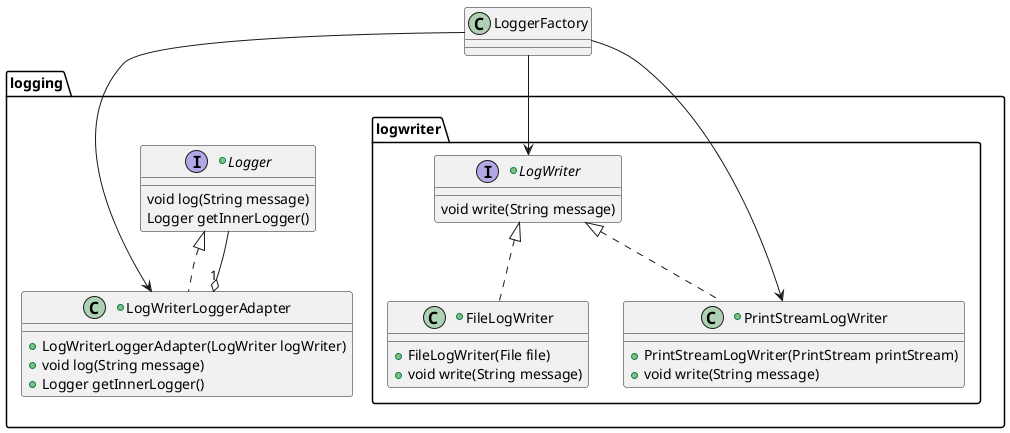 LoggerFactory
logging
logwriter
Logger
void log(String message)
Logger getInnerLogger()
LogWriter
void write(String message)
1
LogWriterLoggerAdapter
LogWriterLoggerAdapter(LogWriter logWriter)
void log(String message)
Logger getInnerLogger()
FileLogWriter
FileLogWriter(File file)
void write(String message)
PrintStreamLogWriter
PrintStreamLogWriter(PrintStream printStream)
void write(String message)
C
I
I
C
C
C